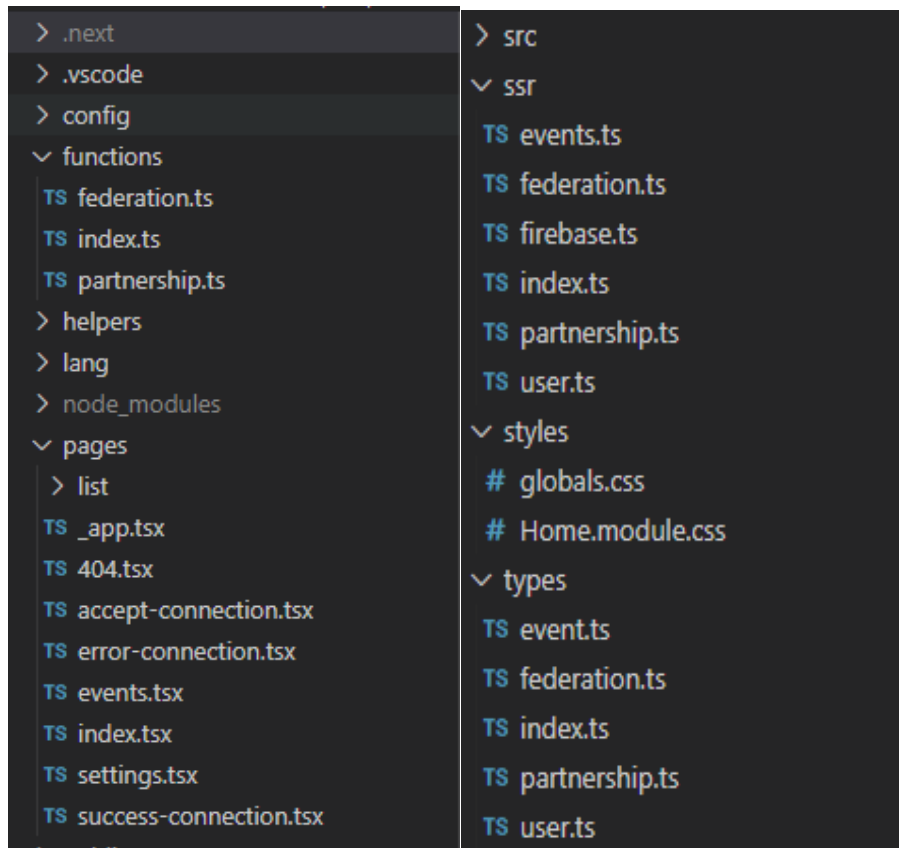 .next
.vscode
config
functions
TS federation.ts
TS index.ts
TS partnership.ts
helpers
lang
node_modules
pages
list
TS _app.tsx
TS 404.tsx
TS accept-connection.tsx
TS error-connection.tsx
TS events.tsx
TS index.tsx
TS settings.tsx
TS success-connection.tsx
src
ssr
TS events.ts
TS federation.ts
TS firebase.ts
TS index.ts
TS partnership.ts
TS user.ts
styles
# globals.css
# Home.module.css
types
TS event.ts
TS federation.ts
TS index.ts
TS partnership.ts
TS user.ts